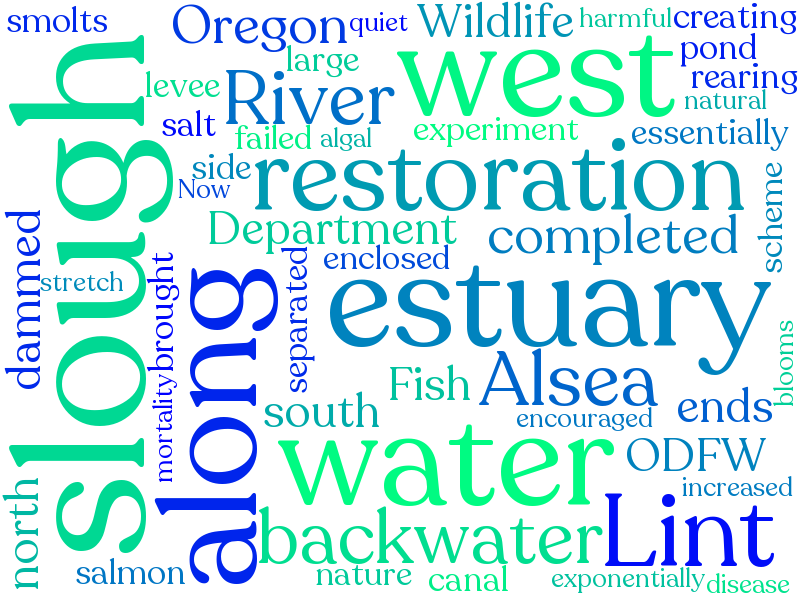 smolts
Oregon
quiet
Wildlife
harmful
creating
pond
rearing
natural
large
levee
River
west
salt
failed
algal
experiment
essentially
slough
side
Now
restoration
scheme
Department
completed
enclosed
dammed
stretch
brought
along
separated
estuary
mortality
Fish
Alsea
blooms
south
encouraged
ends
water
ODFW
increased
north
backwater
Lint
salmon
nature
canal
exponentially
disease